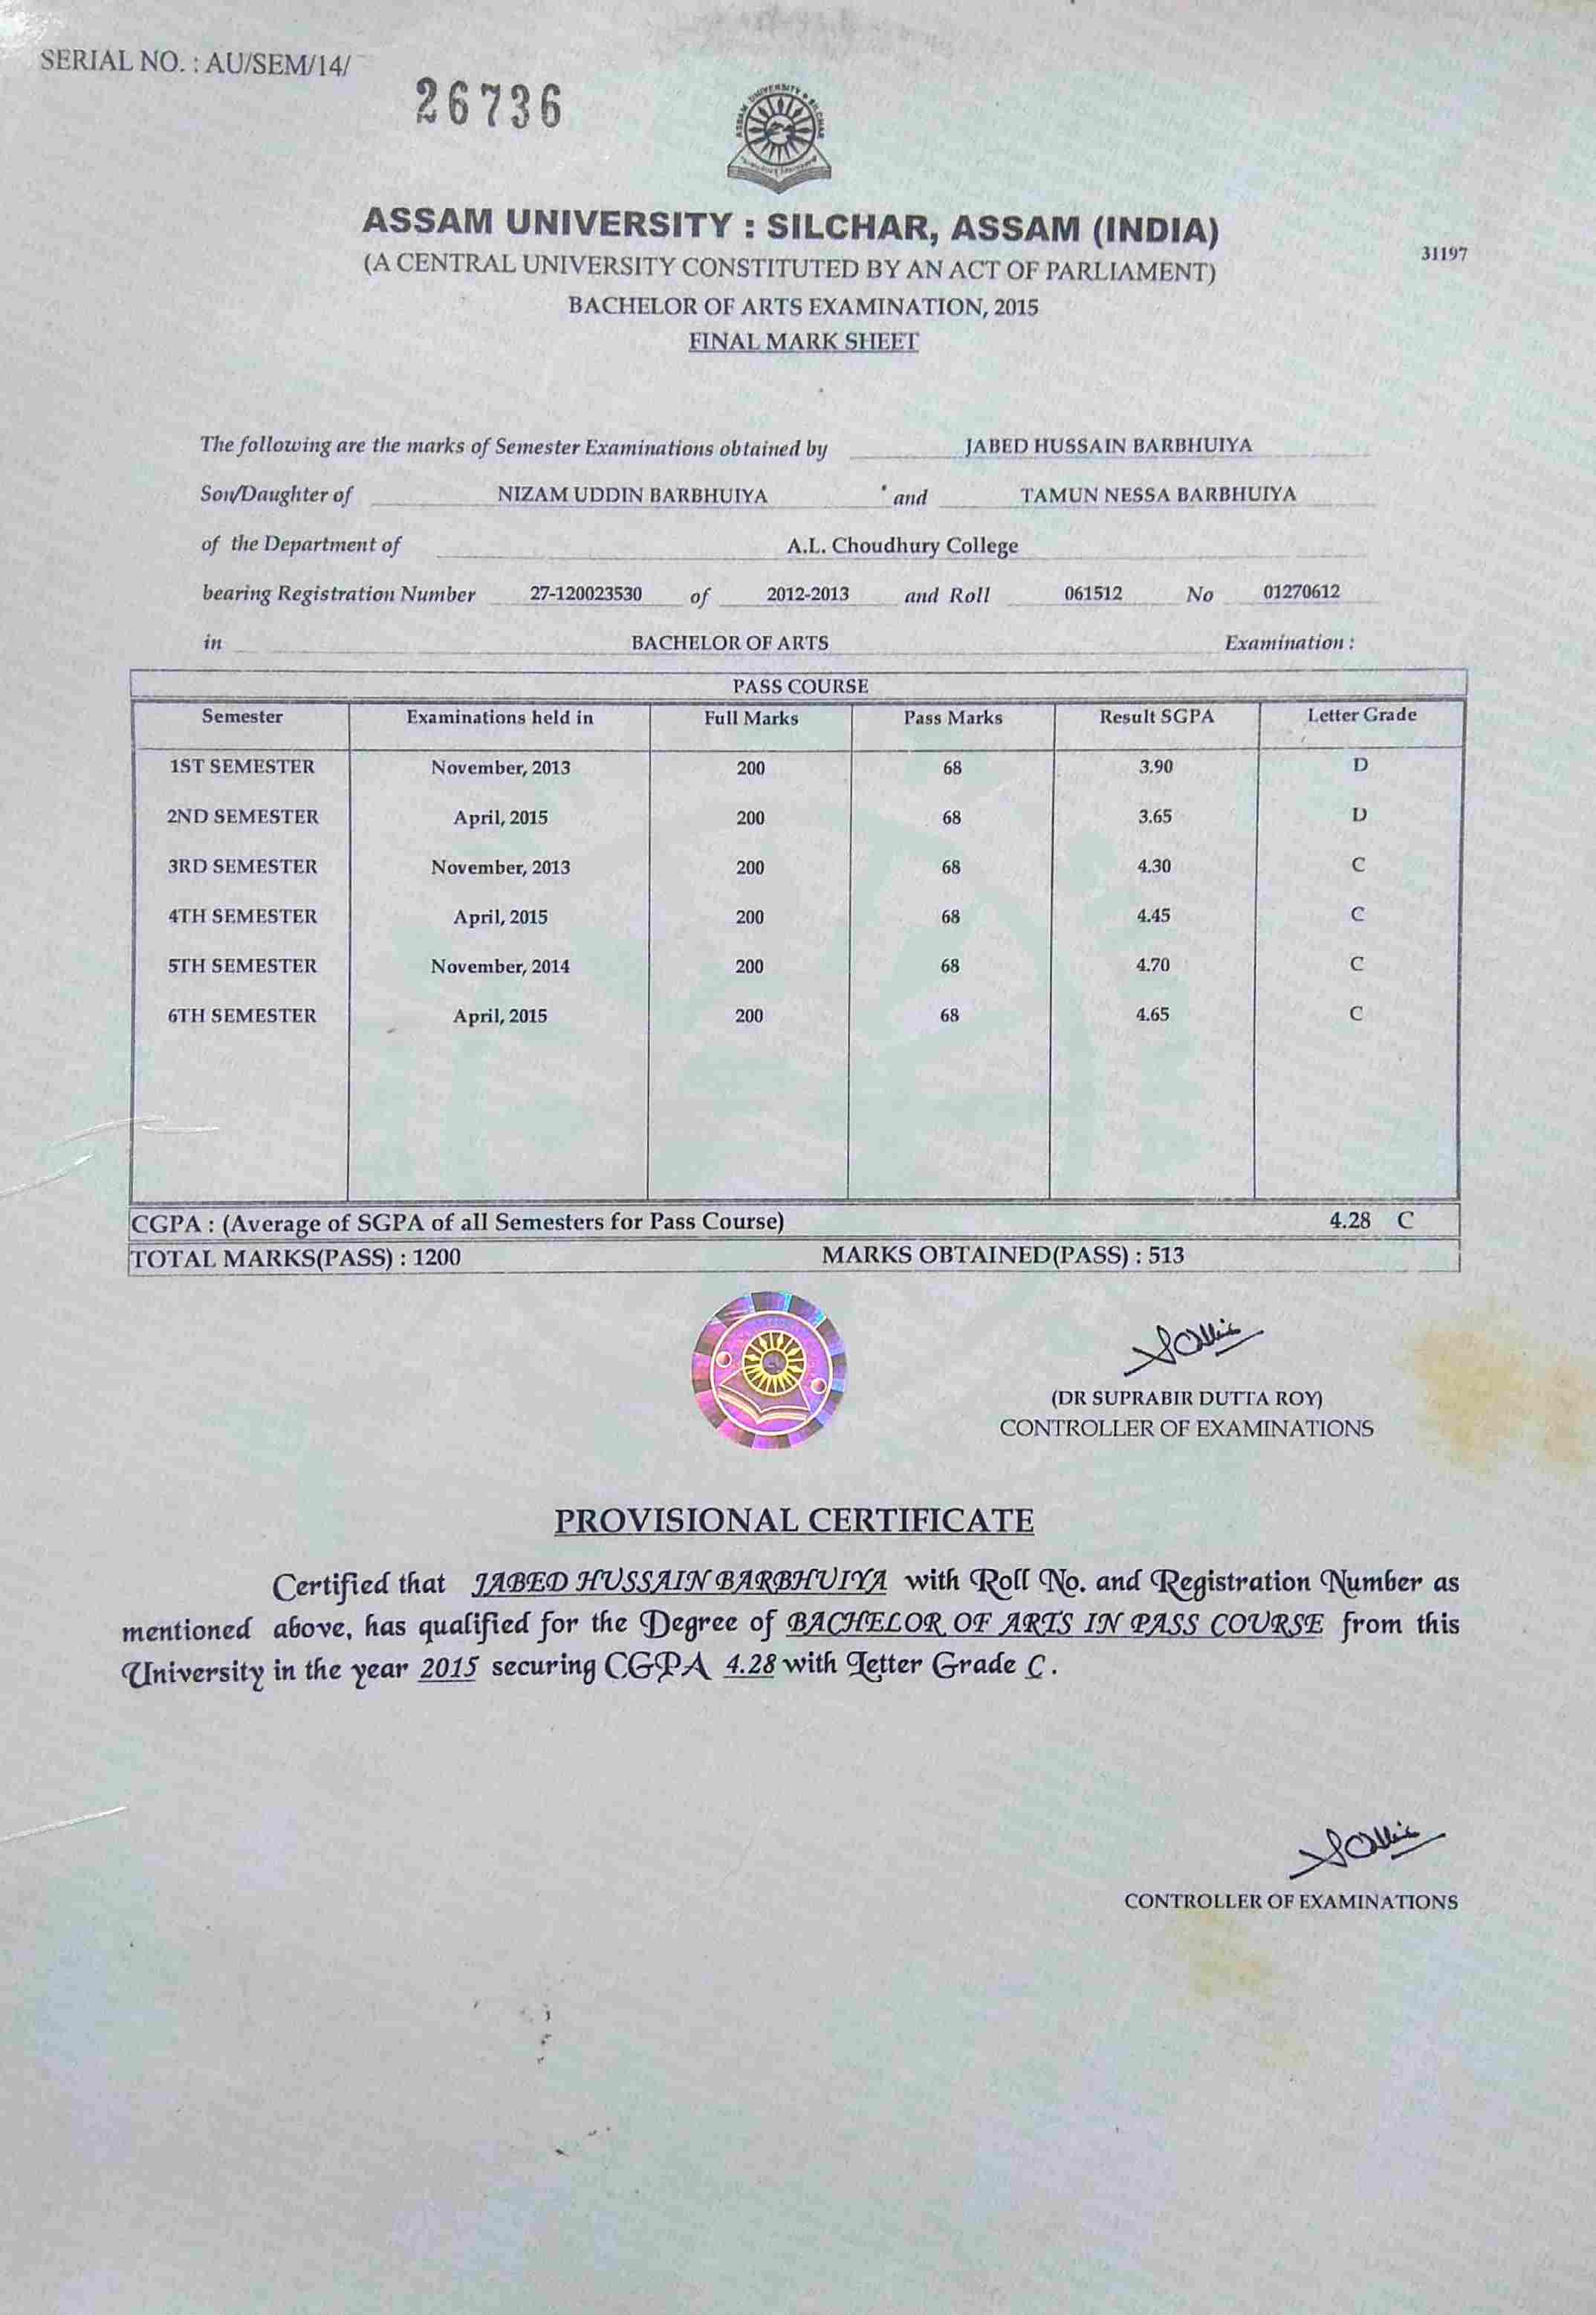 SERIAL NO. : AU/SEM/14/
26736
ASSAM UNIVERSITY SILCHAR
ASSAM UNIVERSITY : SILCHAR, ASSAM (INDIA)
31197
(A CENTRAL UNIVERSITY CONSTITUTED BY AN ACT OF PARLIAMENT)
BACHELOR OF ARTS EXAMINATION, 2015
FINAL MARK SHEET
The following are the marks of Semester Examinations obtained by JABED HUSSAIN BARBHUIYA
Son/Daughter of NIZAM UDDIN BARBHUIYA and TAMUN NESSA BARBHUIYA
of the Department of A.L. Choudhury College
bearing Registration Number 27-120023530 of 2012-2013 and Roll 061512 No 01270612
in BACHELOR OF ARTS Examination :
PASS COURSE
Semester Examinations held in Full Marks Pass Marks Result SGPA Letter Grade
1ST SEMESTER November, 2013 200 68 3.90 D
2ND SEMESTER April, 2015 200 68 3.65 D
3RD SEMESTER November, 2013 200 68 4.30 C
4TH SEMESTER April, 2015 200 68 4.45 C
5TH SEMESTER November, 2014 200 68 4.70 C
6TH SEMESTER April, 2015 200 68 4.65 C
CGPA : (Average of SGPA of all Semesters for Pass Course) 4.28 C
TOTAL MARKS(PASS) : 1200 MARKS OBTAINED(PASS) : 513
(DR SUPRABIR DUTTA ROY)
CONTROLLER OF EXAMINATIONS
PROVISIONAL CERTIFICATE
Certified that JABED HUSSAIN BARBHUIYA with Roll No. and Registration Number as
mentioned above, has qualified for the Degree of BACHELOR OF ARTS IN PASS COURSE from this
University in the year 2015 securing CGPA 4.28 with Letter Grade C.
CONTROLLER OF EXAMINATIONS